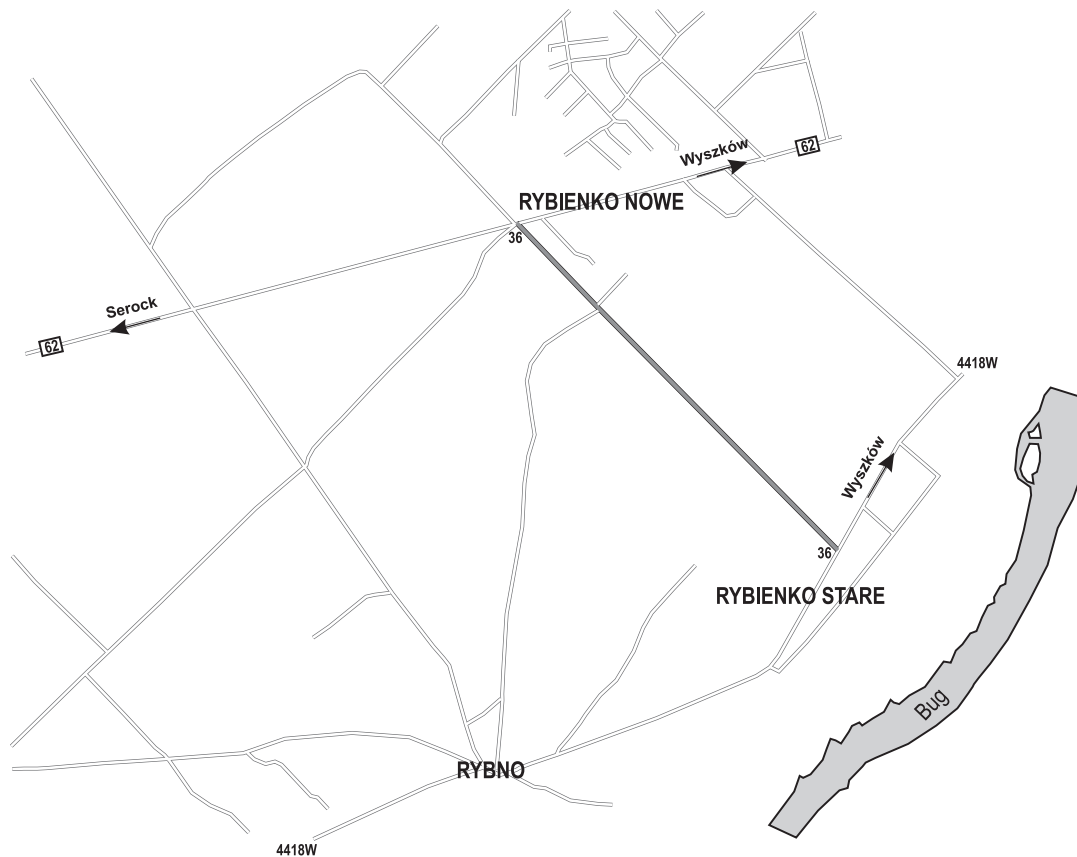 Wyszków
62
RYBIENKO NOWE
36
Serock
62
4418W
Wyszków
36
RYBIENKO STARE
Bug
RYBNO
4418W